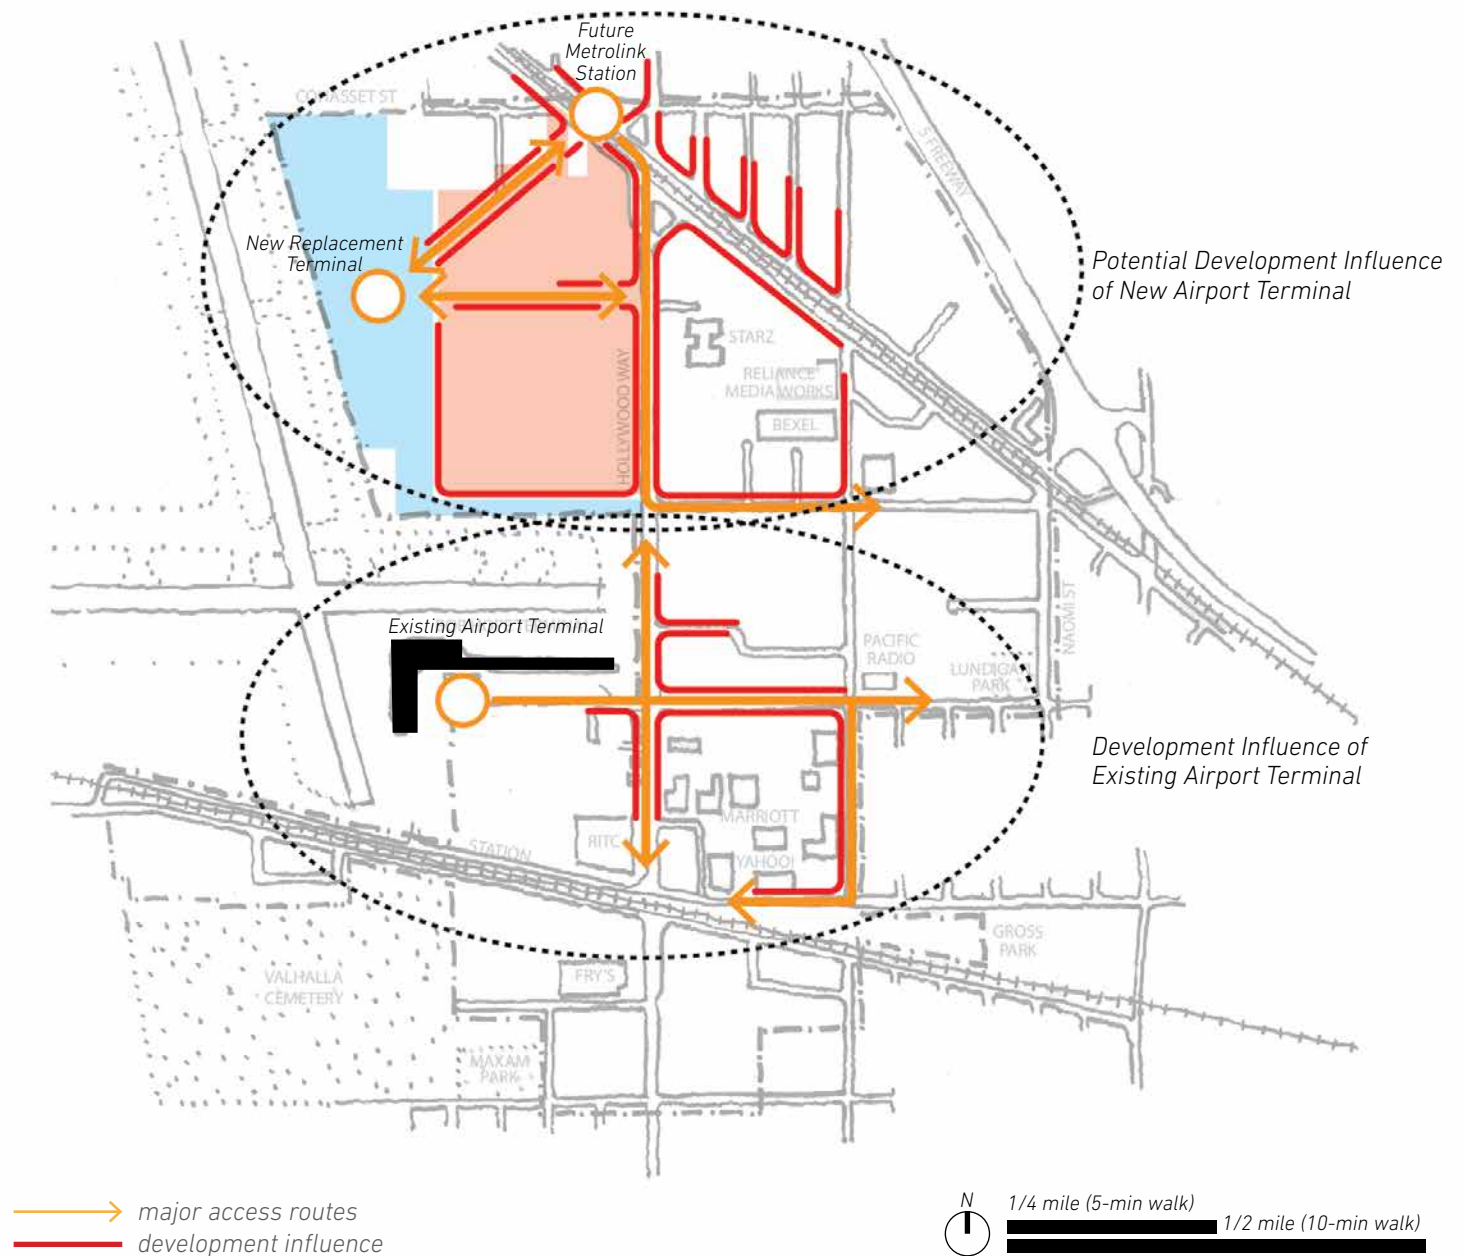 Future
Metrolink
Station
COHASSET ST
5 FREEWAY
New Replacement
Terminal
Potential Development Influence
of New Airport Terminal
STARZ
RELIANCE
MEDIA WORKS
BEXEL
HOLLYWOOD WAY
Existing Airport Terminal
PACIFIC
RADIO
LUNDIGAN
PARK
NAOMI ST
Development Influence of
Existing Airport Terminal
MARRIOTT
RITC
YAHOO!
STATION
GROSS
PARK
VALHALLA
CEMETERY
FRY'S
MAXAM
PARK
major access routes
development influence
N
1/4 mile (5-min walk)
1/2 mile (10-min walk)